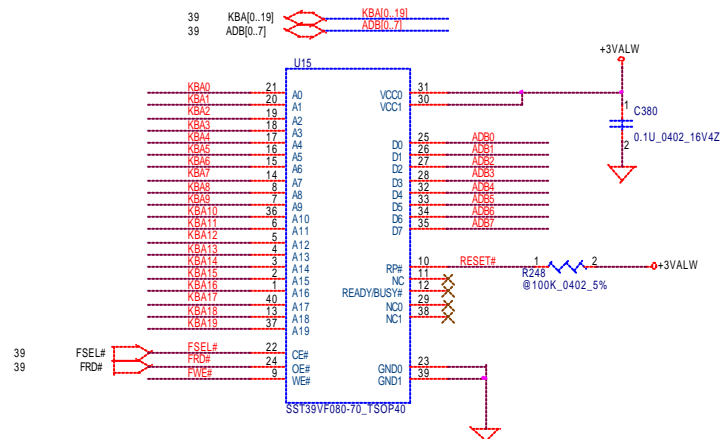 39 KBA[0..19] KBA[0..19]
39 ADB[0..7] ADB[0..7]
U15
+3VALW
KBA0 21 A0 VCC0 31
KBA1 20 A1 VCC1 30
KBA2 19 A2
KBA3 18 A3
KBA4 17 A4 D0 25 ADB0
KBA5 16 A5 D1 26 ADB1
KBA6 15 A6 D2 27 ADB2
KBA7 14 A7 D3 28 ADB3
KBA8 8 A8 D4 32 ADB4
KBA9 7 A9 D5 33 ADB5
KBA10 36 A10 D6 34 ADB6
KBA11 6 A11 D7 35 ADB7
KBA12 5 A12
KBA13 4 A13
KBA14 3 A14 RP# 10 RESET# 1 2 +3VALW
KBA15 2 A15 NC 11
KBA16 1 A16 READY/BUSY# 12
KBA17 40 A17 NC0 29
KBA18 13 A18 NC1 38
KBA19 37 A19
1 C380
0.1U_0402_16V4Z
2
R248
@100K_0402_5%
39 FSEL# FSEL# 22 CE# GND0 23
39 FRD# FRD# 24 OE# GND1 39
FWE# 9 WE#
SST39VF080-70_TSOP40